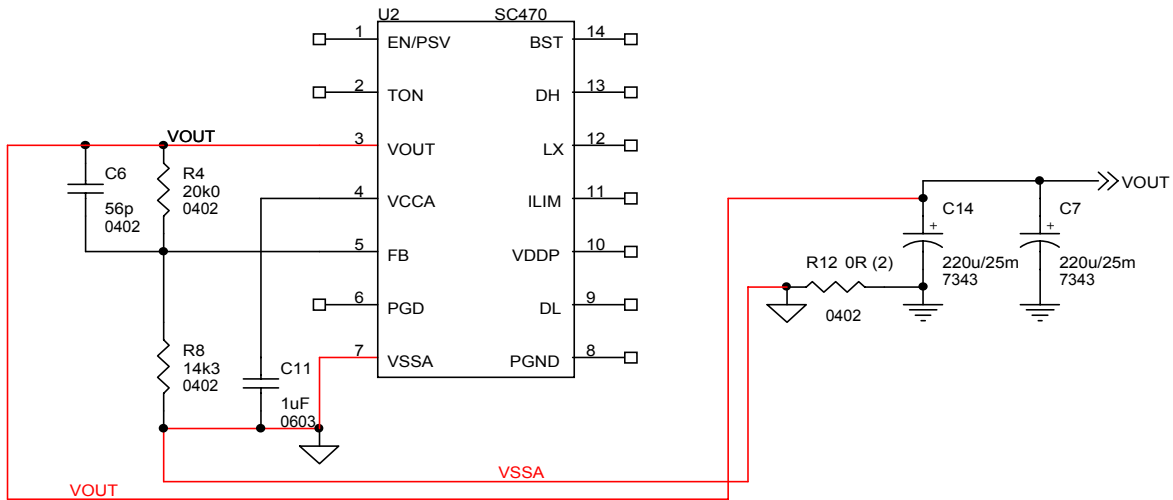 U2 SC470
1 EN/PSV BST 14
2 TON DH 13
VOUT
3 VOUT LX 12
C6
56p
0402
R4
20k0
0402
4 VCCA ILIM 11
5 FB VDDP 10
6 PGD DL 9
7 VSSA PGND 8
R8
14k3
0402
C11
1uF
0603
VOUT
C14
+
220u/25m
7343
C7
+
220u/25m
7343
R12 0R (2)
0402
VSSA
VOUT